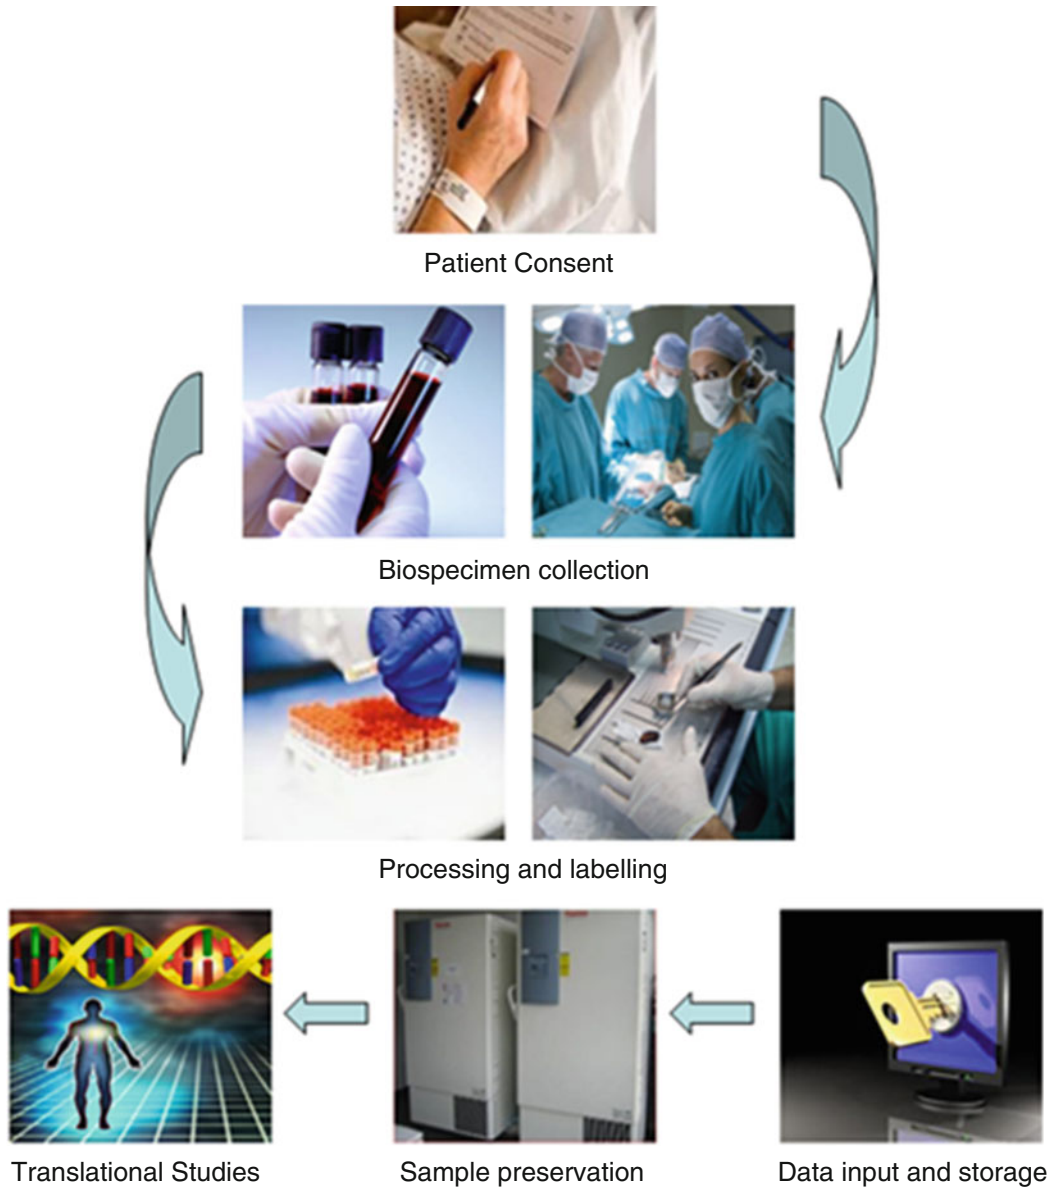 Patient Consent
Biospecimen collection
Processing and labelling
Translational Studies
Sample preservation
Data input and storage